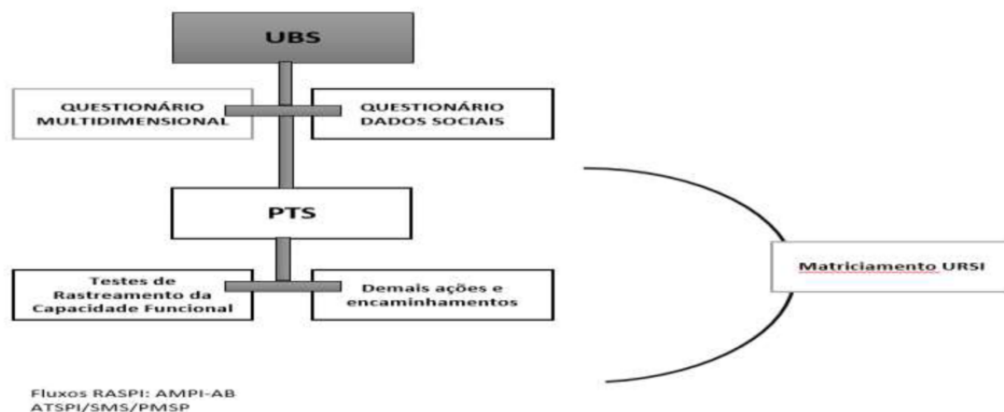 UBS
QUESTIONÁRIO
MULTIDIMENSIONAL
QUESTIONÁRIO
DADOS SOCIAIS
PTS
Testes de
Rastreamento da
Capacidade Funcional
Demais ações e
encaminhamentos
Matriciamento URSI
Fluxos RASPI: AMPI-AB
ATSPI/SMS/PMSP